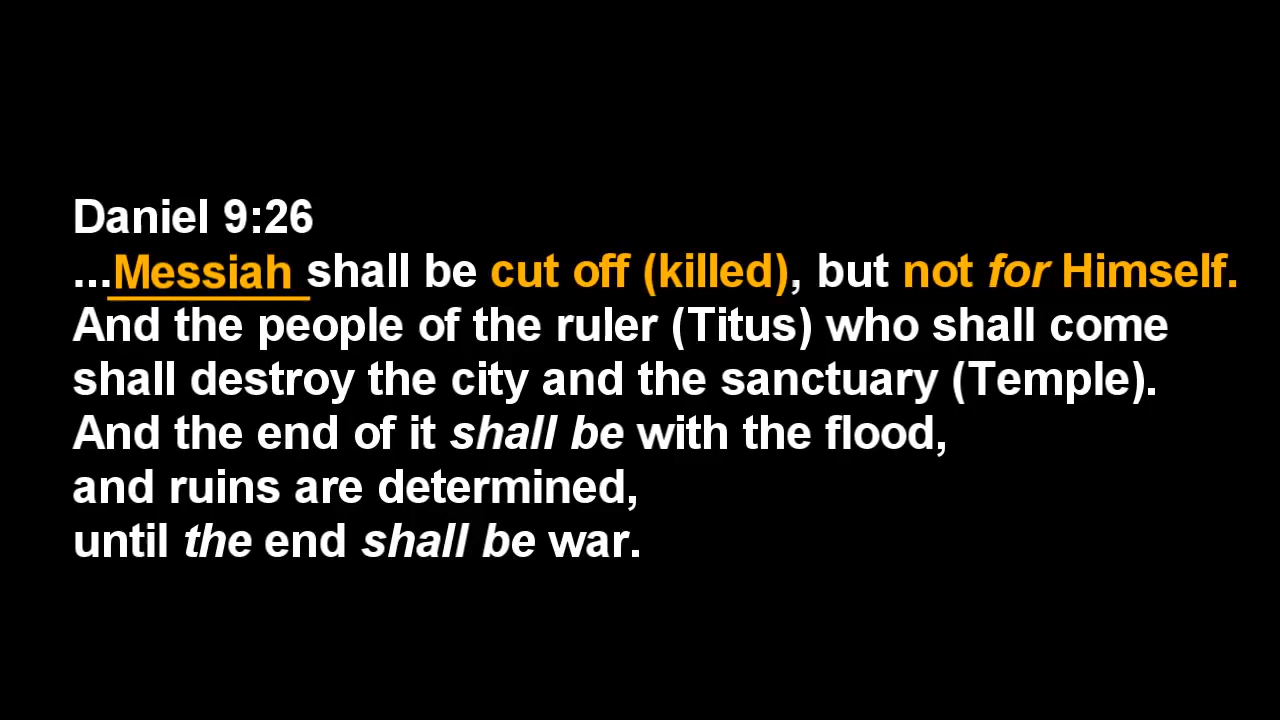 Daniel 9:26
...Messiah shall be cut off (killed), but not for Himself.
And the people of the ruler (Titus) who shall come
shall destroy the city and the sanctuary (Temple).
And the end of it shall be with the flood,
and ruins are determined,
until the end shall be war.